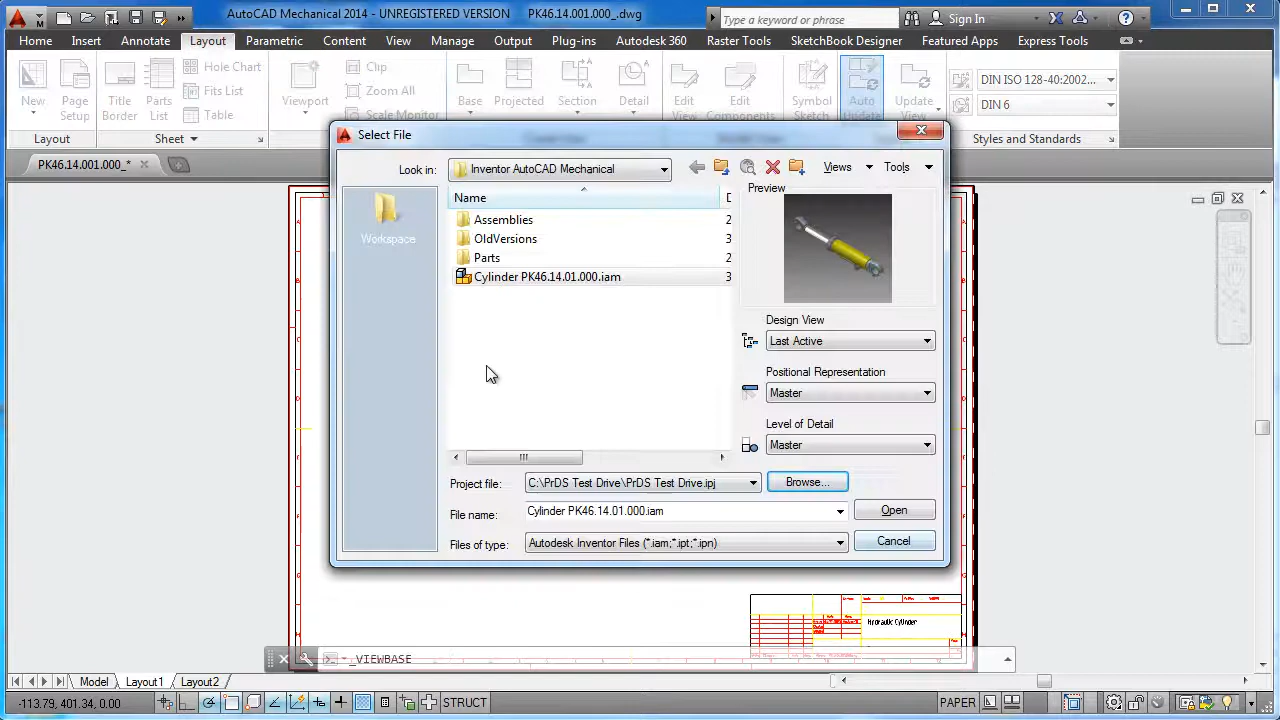 AutoCAD Mechanical 2014 - UNREGISTERED VERSION PK46.14.001.000_.dwg
Type a keyword or phrase
Sign In
Home Insert Annotate Layout Parametric Content View Manage Output Plug-ins Autodesk 360 Raster Tools SketchBook Designer Featured Apps Express Tools
New
Page Setup
Title Border
Parts List
Hole Chart
Fits List
Table
Viewport
Clip
Zoom All
Scale Monitor
Base
Projected
Section
Detail
Edit View
Edit Components
Symbol Sketch
Auto Update
Update View
DIN ISO 128-40:2002...
DIN 6
Layout
Sheet
Styles and Standards
PK46.14.001.000_*
Select File
Look in: Inventor AutoCAD Mechanical
Views Tools
Workspace
Name D
Assemblies 2
OldVersions 3
Parts 2
Cylinder PK46.14.01.000.iam 3
Preview
Design View
Last Active
Positional Representation
Master
Level of Detail
Master
Project file: C:\PrDS Test Drive\PrDS Test Drive.ipj Browse...
File name: Cylinder PK46.14.01.000.iam Open
Files of type: Autodesk Inventor Files (*.iam;*.ipt;*.ipn) Cancel
Hydraulic Cylinder
_VIEWBASE
Model Layout1 Layout2
-113.79, 401.34, 0.00
STRUCT
PAPER